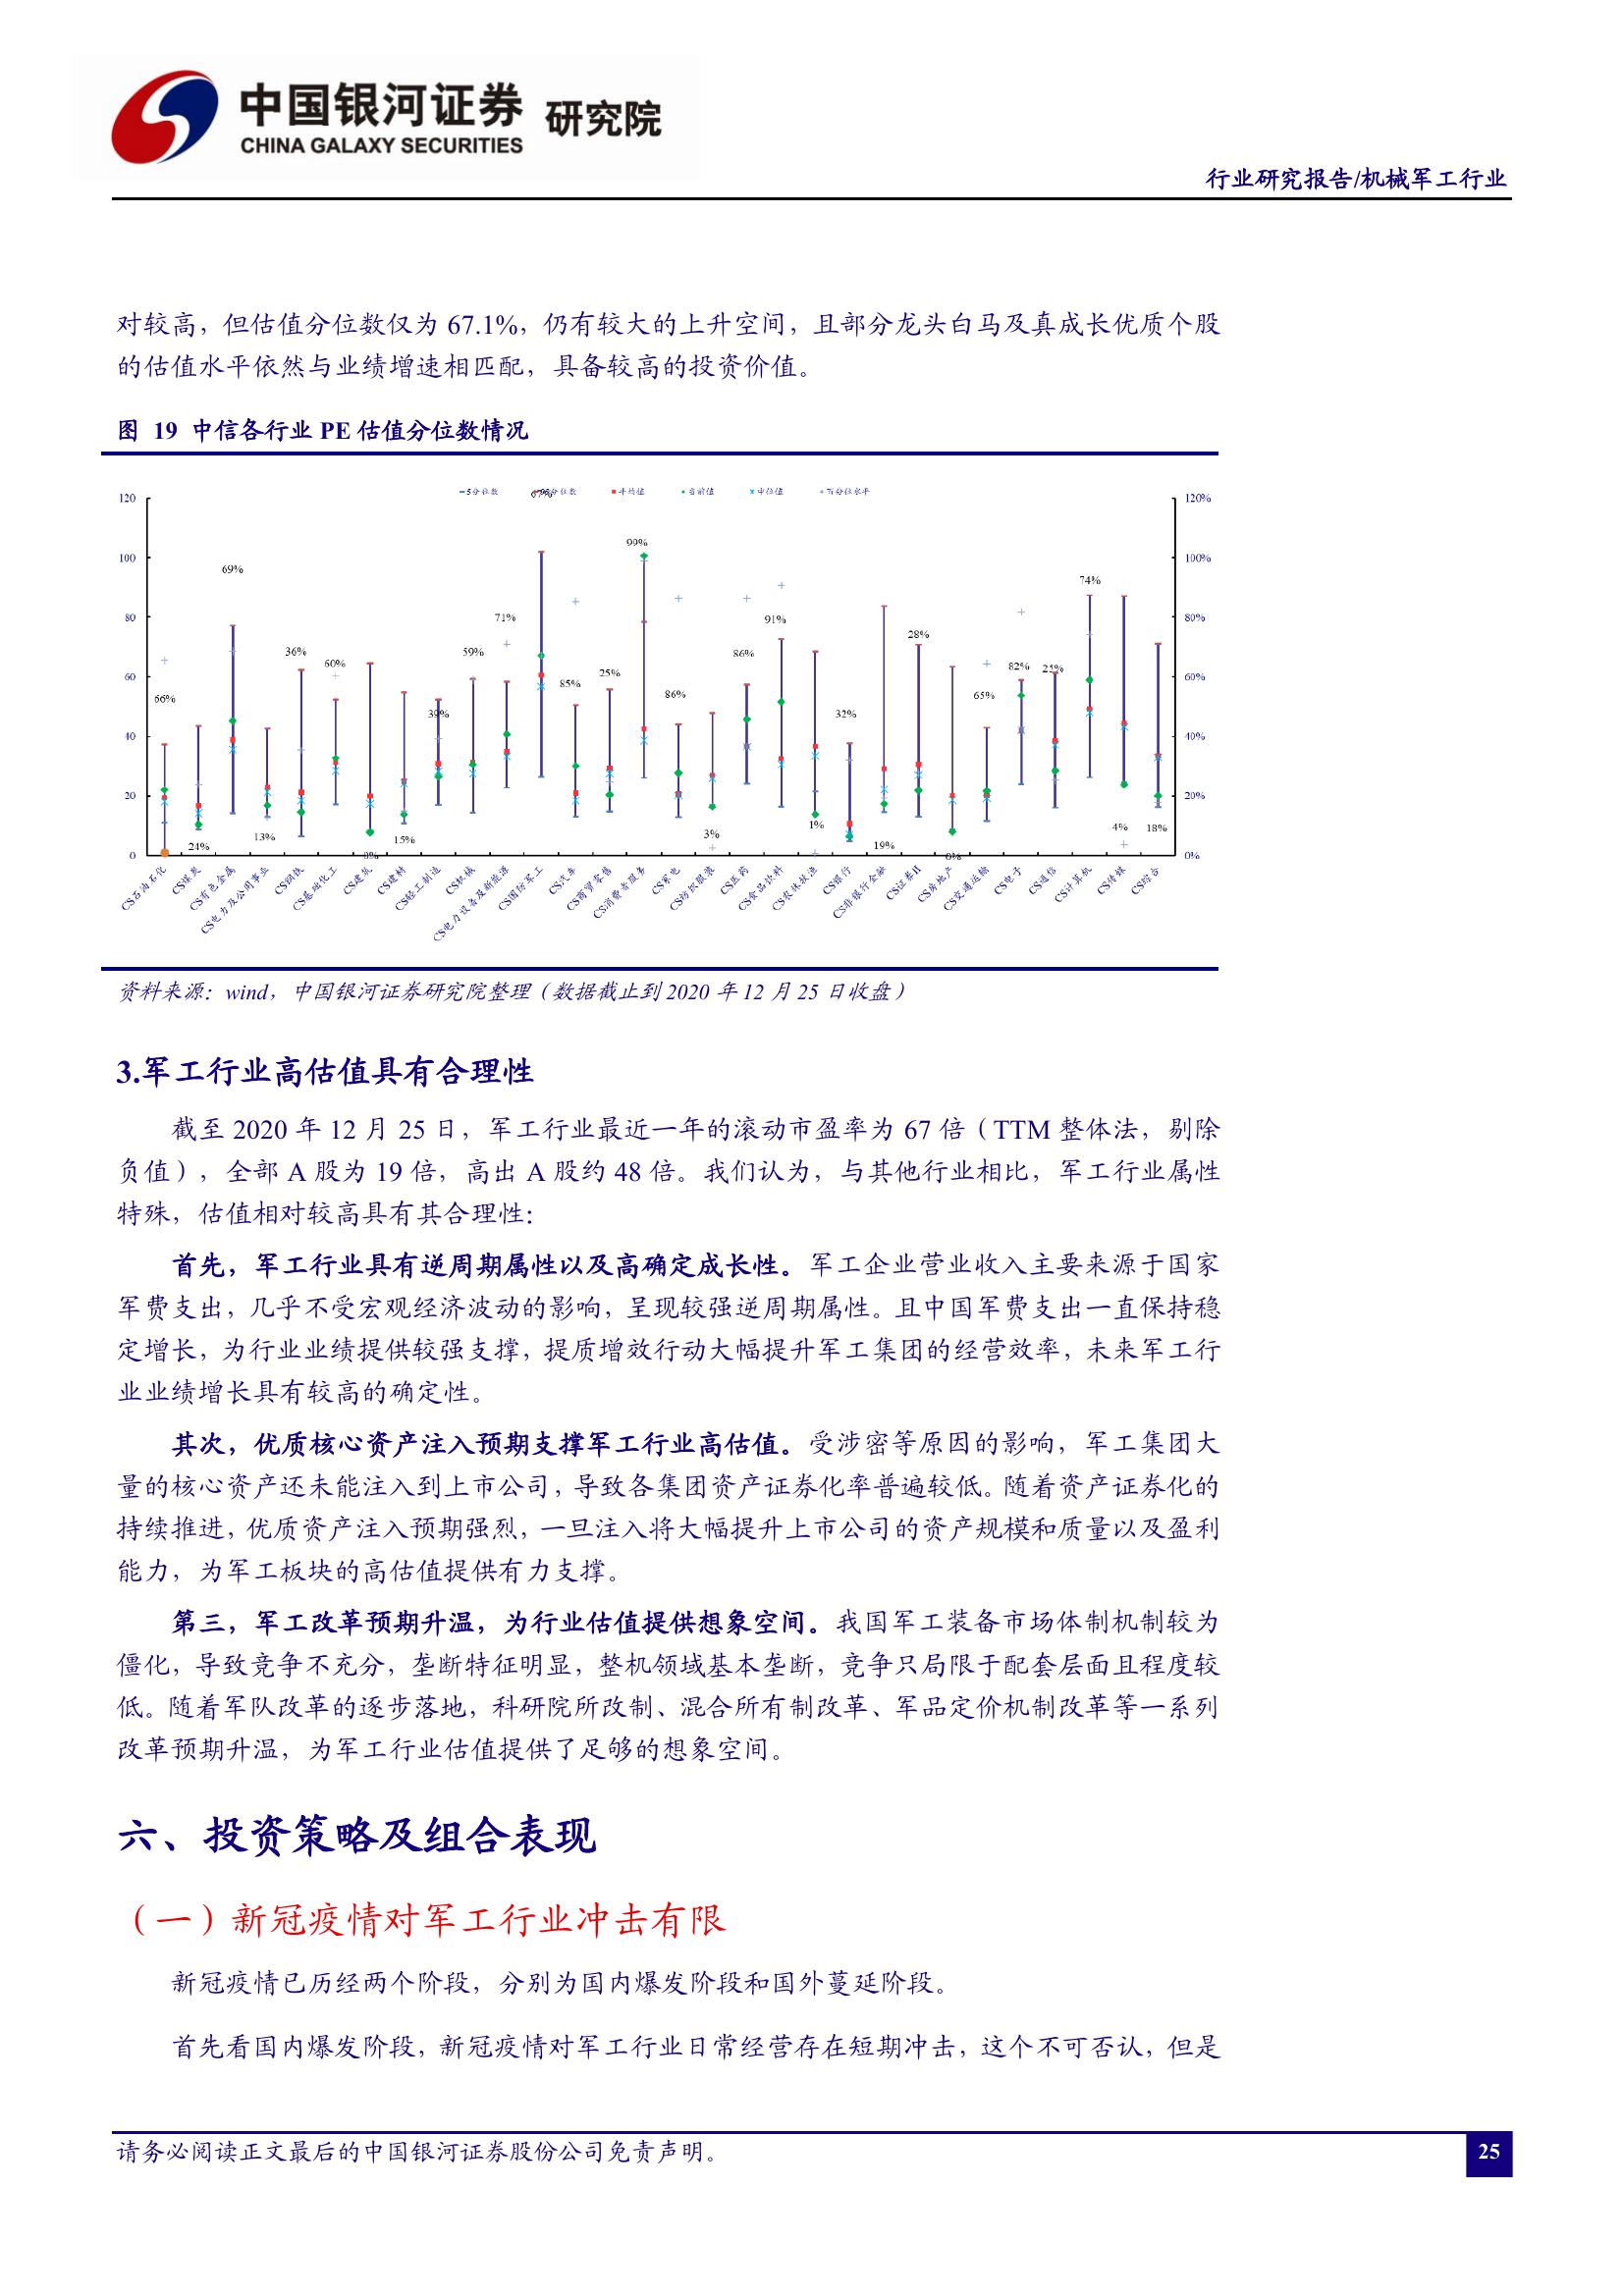 中国银河证券 研究院
CHINA GALAXY SECURITIES
行业研究报告/机械军工行业
对较高，但估值分位数仅为 67.1%，仍有较大的上升空间，且部分龙头白马及真成长优质个股
的估值水平依然与业绩增速相匹配，具备较高的投资价值。
图 19 中信各行业 PE 估值分位数情况
5分位数 分位数 平均值 当前值 中位值 百分位水平
120 120%
100 100%
80 80%
60 60%
40 40%
20 20%
0 0%
66% 24% 69% 13% 36% 60% 15% 39% 59% 71% 85% 25% 99% 86% 3% 86% 91% 1% 32% 19% 28% 65% 82% 74% 4% 18%
CS石油石化 CS煤炭 CS有色金属 CS电力及公用事业 CS钢铁 CS基础化工 CS建筑 CS建材 CS轻工制造 CS机械 CS电力设备及新能源 CS国防军工 CS汽车 CS商贸零售 CS消费者服务 CS家电 CS纺织服装 CS医药 CS食品饮料 CS农林牧渔 CS银行 CS非银行金融 CS证券II CS房地产 CS交通运输 CS电子 CS通信 CS计算机 CS传媒 CS综合
资料来源：wind，中国银河证券研究院整理（数据截止到 2020 年 12 月 25 日收盘）
3.军工行业高估值具有合理性
截至 2020 年 12 月 25 日，军工行业最近一年的滚动市盈率为 67 倍（TTM 整体法，剔除
负值），全部 A 股为 19 倍，高出 A 股约 48 倍。我们认为，与其他行业相比，军工行业属性
特殊，估值相对较高具有其合理性：
首先，军工行业具有逆周期属性以及高确定成长性。军工企业营业收入主要来源于国家
军费支出，几乎不受宏观经济波动的影响，呈现较强逆周期属性。且中国军费支出一直保持稳
定增长，为行业业绩提供较强支撑，提质增效行动大幅提升军工集团的经营效率，未来军工行
业业绩增长具有较高的确定性。
其次，优质核心资产注入预期支撑军工行业高估值。受涉密等原因的影响，军工集团大
量的核心资产还未能注入到上市公司，导致各集团资产证券化率普遍较低。随着资产证券化的
持续推进，优质资产注入预期强烈，一旦注入将大幅提升上市公司的资产规模和质量以及盈利
能力，为军工板块的高估值提供有力支撑。
第三，军工改革预期升温，为行业估值提供想象空间。我国军工装备市场体制机制较为
僵化，导致竞争不充分，垄断特征明显，整机领域基本垄断，竞争只局限于配套层面且程度较
低。随着军队改革的逐步落地，科研院所改制、混合所有制改革、军品定价机制改革等一系列
改革预期升温，为军工行业估值提供了足够的想象空间。
六、投资策略及组合表现
（一）新冠疫情对军工行业冲击有限
新冠疫情已历经两个阶段，分别为国内爆发阶段和国外蔓延阶段。
首先看国内爆发阶段，新冠疫情对军工行业日常经营存在短期冲击，这个不可否认，但是
请务必阅读正文最后的中国银河证券股份公司免责声明。
25